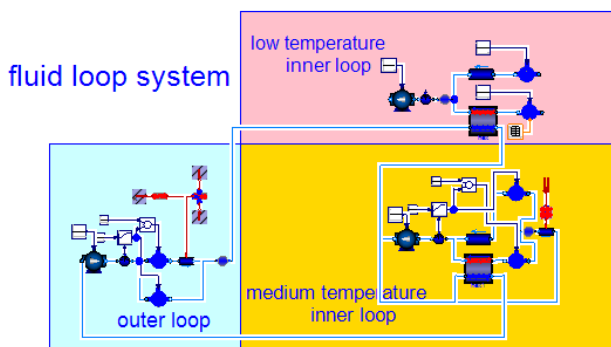 low temperature
inner loop
fluid loop system
medium temperature
inner loop
outer loop